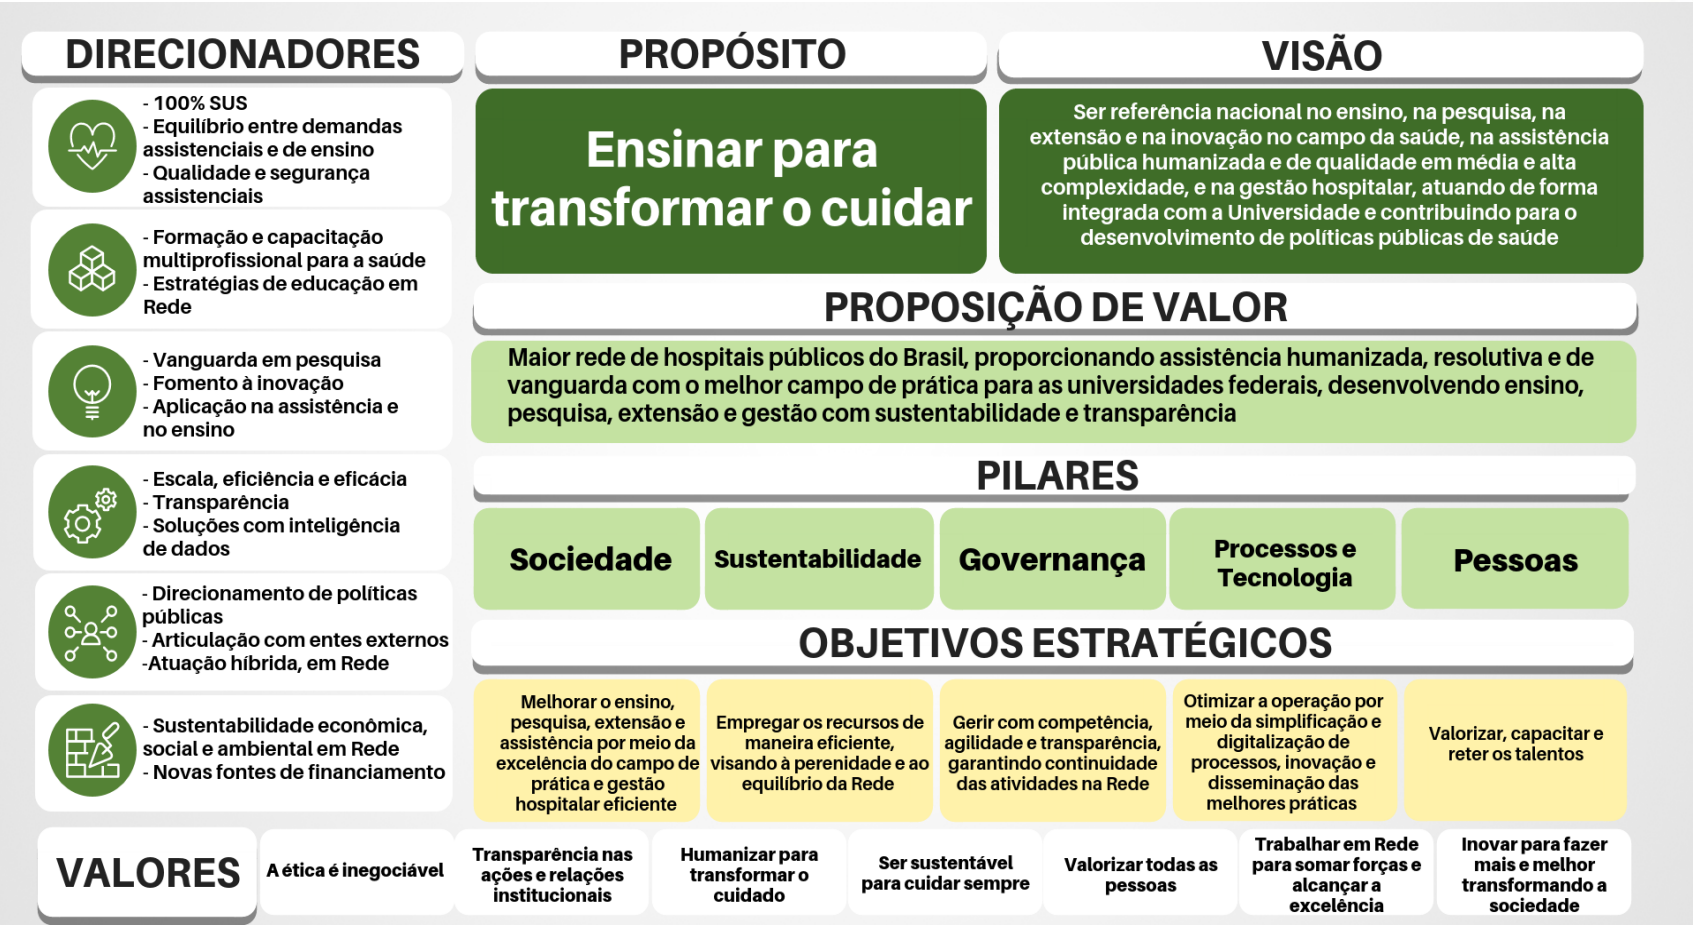 DIRECIONADORES
- 100% SUS
- Equilíbrio entre demandas
assistenciais e de ensino
- Qualidade e segurança
assistenciais
- Formação e capacitação
multiprofissional para a saúde
- Estratégias de educação em
Rede
- Vanguarda em pesquisa
- Fomento à inovação
- Aplicação na assistência e
no ensino
- Escala, eficiência e eficácia
- Transparência
- Soluções com inteligência
de dados
- Direcionamento de políticas
públicas
- Articulação com entes externos
-Atuação híbrida, em Rede
- Sustentabilidade econômica,
social e ambiental em Rede
- Novas fontes de financiamento
PROPÓSITO
Ensinar para
transformar o cuidar
VISÃO
Ser referência nacional no ensino, na pesquisa, na
extensão e na inovação no campo da saúde, na assistência
pública humanizada e de qualidade em média e alta
complexidade, e na gestão hospitalar, atuando de forma
integrada com a Universidade e contribuindo para o
desenvolvimento de políticas públicas de saúde
PROPOSIÇÃO DE VALOR
Maior rede de hospitais públicos do Brasil, proporcionando assistência humanizada, resolutiva e de
vanguarda com o melhor campo de prática para as universidades federais, desenvolvendo ensino,
pesquisa, extensão e gestão com sustentabilidade e transparência
PILARES
Sociedade
Sustentabilidade
Governança
Processos e
Tecnologia
Pessoas
OBJETIVOS ESTRATÉGICOS
Melhorar o ensino,
pesquisa, extensão e
assistência por meio da
excelência do campo de
prática e gestão
hospitalar eficiente
Empregar os recursos de
maneira eficiente,
visando à perenidade e ao
equilíbrio da Rede
Gerir com competência,
agilidade e transparência,
garantindo continuidade
das atividades na Rede
Otimizar a operação por
meio da simplificação e
digitalização de
processos, inovação e
disseminação das
melhores práticas
Valorizar, capacitar e
reter os talentos
VALORES
A ética é inegociável
Transparência nas
ações e relações
institucionais
Humanizar para
transformar o
cuidado
Ser sustentável
para cuidar sempre
Valorizar todas as
pessoas
Trabalhar em Rede
para somar forças e
alcançar a
excelência
Inovar para fazer
mais e melhor
transformando a
sociedade